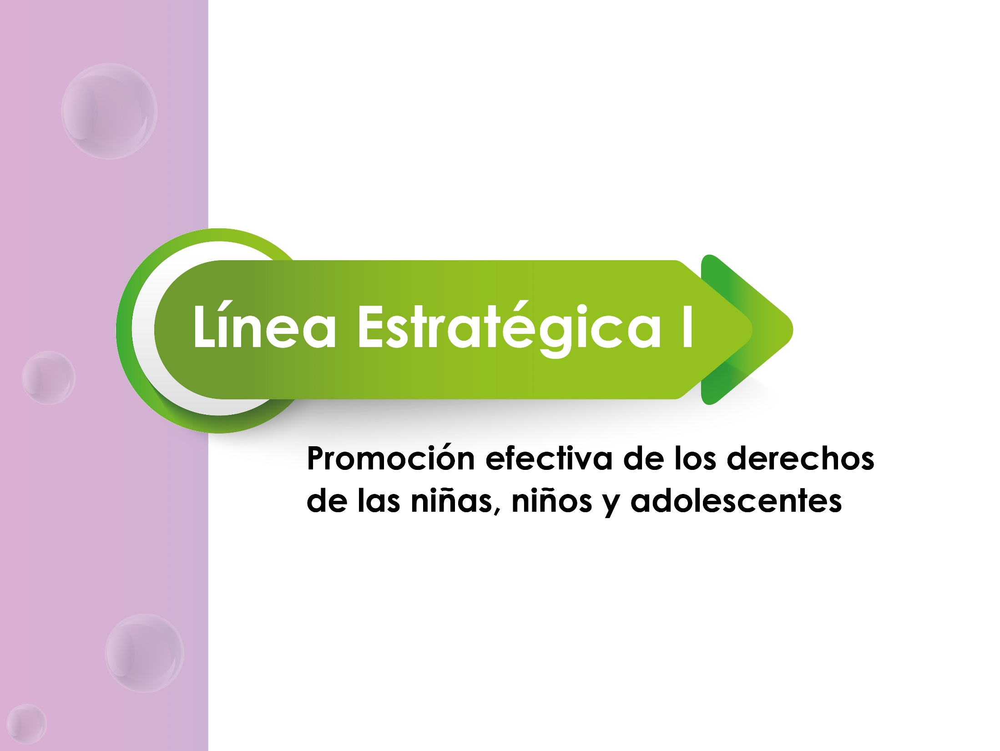 Línea Estratégica I
Promoción efectiva de los derechos
de las niñas, niños y adolescentes